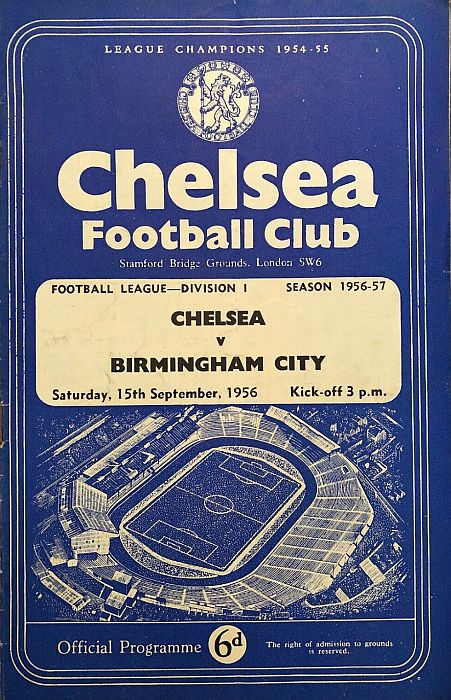 LEAGUE CHAMPIONS 1954-55
Chelsea
Football Club
Stamford Bridge Grounds, London SW6
FOOTBALL LEAGUE—DIVISION 1 SEASON 1956-57
CHELSEA
v
BIRMINGHAM CITY
Saturday, 15th September, 1956 Kick-off 3 p.m.
Official Programme 6d The right of admission to grounds
is reserved.